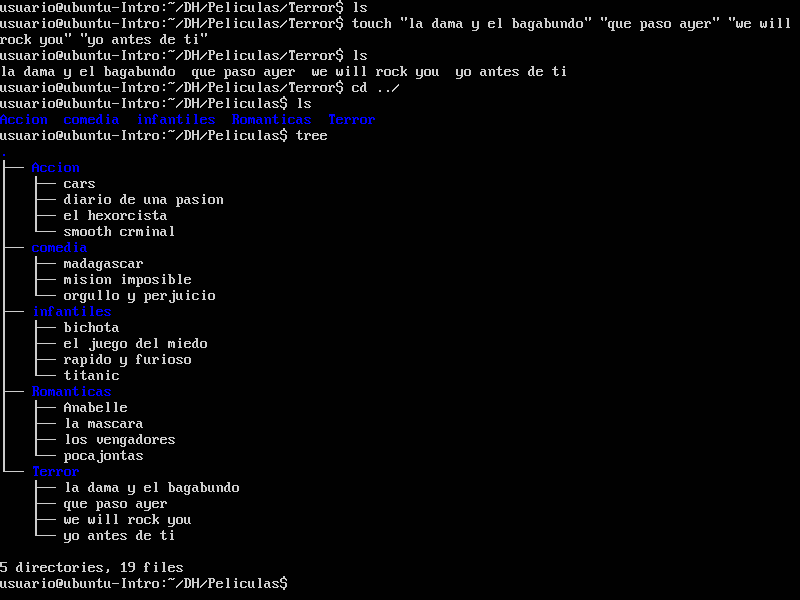 usuario@ubuntu-Intro:~/DH/Peliculas/Terror$ ls
usuario@ubuntu-Intro:~/DH/Peliculas/Terror$ touch "la dama y el bagabundo" "que paso ayer" "we will
rock you" "yo antes de ti"
usuario@ubuntu-Intro:~/DH/Peliculas/Terror$ ls
la dama y el bagabundo  que paso ayer  we will rock you  yo antes de ti
usuario@ubuntu-Intro:~/DH/Peliculas/Terror$ cd ../
usuario@ubuntu-Intro:~/DH/Peliculas$ ls
Accion  comedia  infantiles  Romanticas  Terror
usuario@ubuntu-Intro:~/DH/Peliculas$ tree
.
├── Accion
│   ├── cars
│   ├── diario de una pasion
│   ├── el hexorcista
│   └── smooth crminal
├── comedia
│   ├── madagascar
│   ├── mision imposible
│   └── orgullo y perjuicio
├── infantiles
│   ├── bichota
│   ├── el juego del miedo
│   ├── rapido y furioso
│   └── titanic
├── Romanticas
│   ├── Anabelle
│   ├── la mascara
│   ├── los vengadores
│   └── pocajontas
└── Terror
    ├── la dama y el bagabundo
    ├── que paso ayer
    ├── we will rock you
    └── yo antes de ti

5 directories, 19 files
usuario@ubuntu-Intro:~/DH/Peliculas$